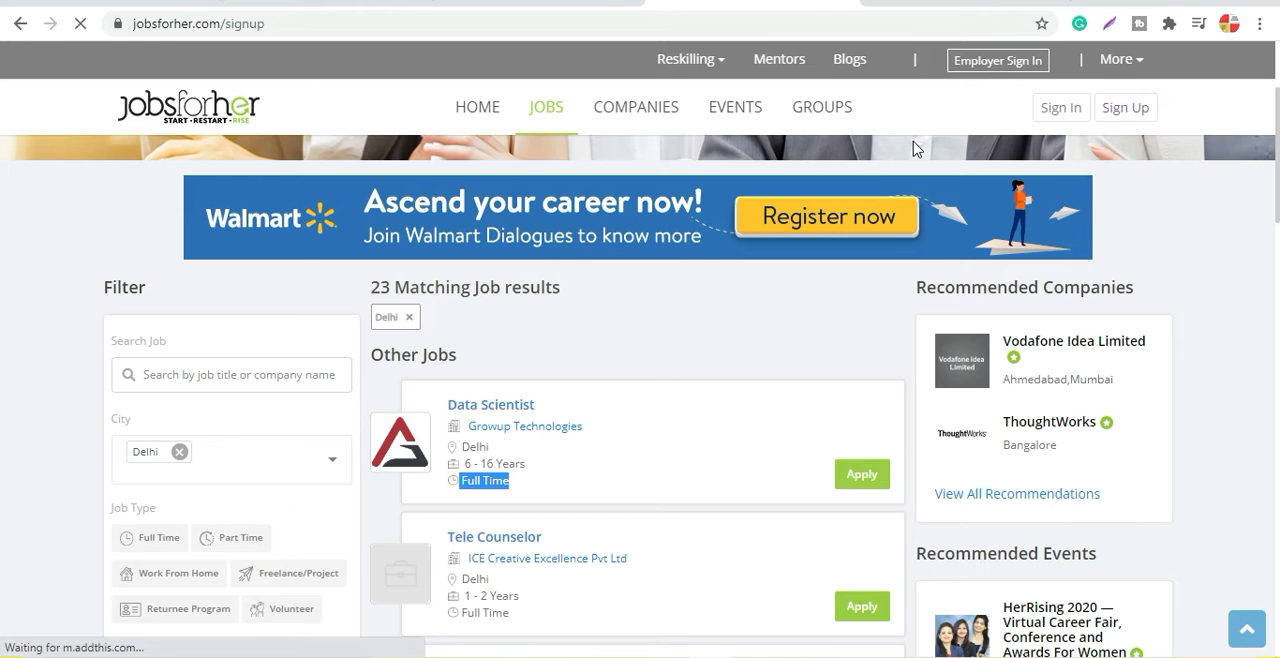 jobsforher.com/signup
Reskilling
Mentors
Blogs
|
Employer Sign In
|
More
jobsforher
START · RESTART · RISE
HOME
JOBS
COMPANIES
EVENTS
GROUPS
Sign In
Sign Up
Walmart
Ascend your career now!
Join Walmart Dialogues to know more
Register now
Filter
Search Job
Search by job title or company name
City
Delhi
Job Type
Full Time
Part Time
Work From Home
Freelance/Project
Returnee Program
Volunteer
23 Matching Job results
Delhi
Other Jobs
Data Scientist
Growup Technologies
Delhi
6 - 16 Years
Full Time
Apply
Tele Counselor
ICE Creative Excellence Pvt Ltd
Delhi
1 - 2 Years
Full Time
Apply
Recommended Companies
Vodafone Idea
Limited
Vodafone Idea Limited
Ahmedabad,Mumbai
ThoughtWorks
ThoughtWorks
Bangalore
View All Recommendations
Recommended Events
HerRising 2020 —
Virtual Career Fair,
Conference and
Awards For Women
Waiting for m.addthis.com...